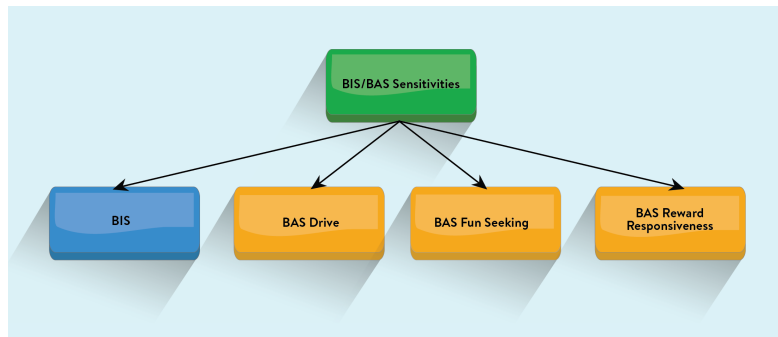 BIS/BAS Sensitivities
BIS
BAS Drive
BAS Fun Seeking
BAS Reward
Responsiveness